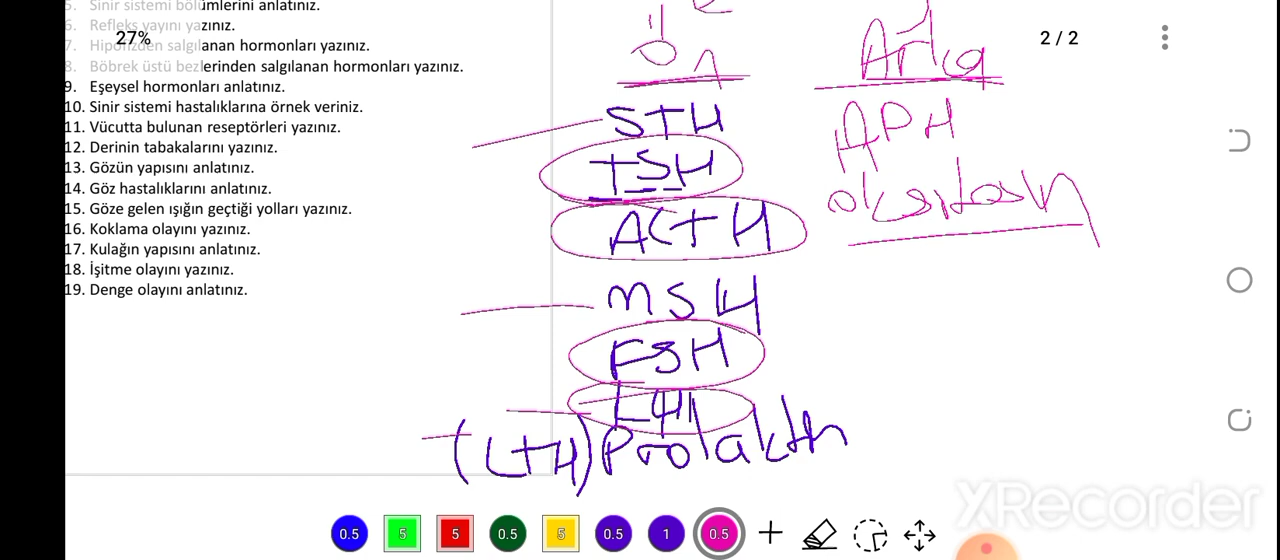 5. Sinir sistemi bölümlerini anlatınız.
6. Refleks yayını yazınız.
27%
2 / 2
7. Hipofizden salgılanan hormonları yazınız.
8. Böbrek üstü bezlerinden salgılanan hormonları yazınız.
9. Eşeysel hormonları anlatınız.
10. Sinir sistemi hastalıklarına örnek veriniz.
11. Vücutta bulunan reseptörleri yazınız.
12. Derinin tabakalarını yazınız.
13. Gözün yapısını anlatınız.
14. Göz hastalıklarını anlatınız.
15. Göze gelen ışığın geçtiği yolları yazınız.
16. Koklama olayını yazınız.
17. Kulağın yapısını anlatınız.
18. İşitme olayını yazınız.
19. Denge olayını anlatınız.
ön
STH
TSH
ACTH
MSH
FSH
LH
(LTH) Prolaktin
Arka
oksitosin
XRecorder
0.5 5 5 0.5 5 0.5 1 0.5